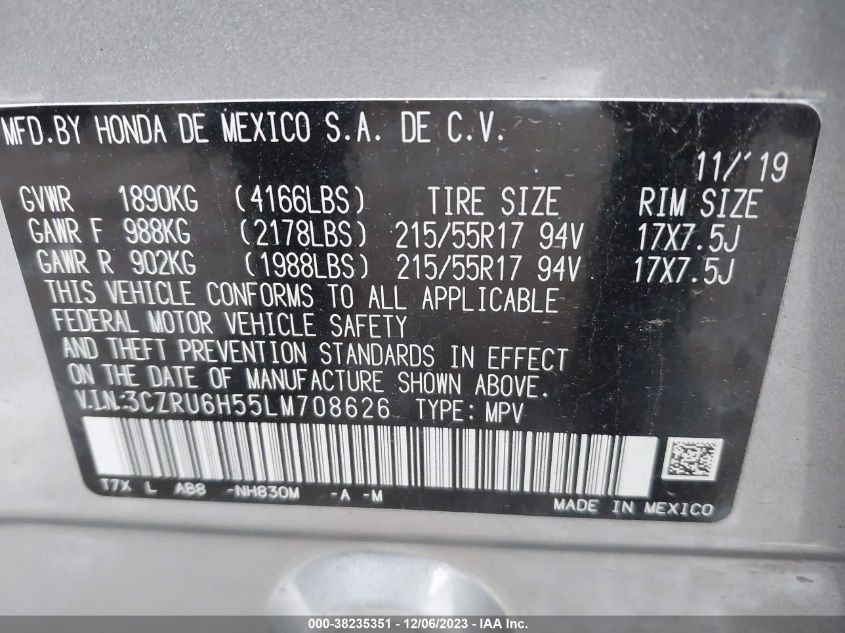 MFD.BY HONDA DE MEXICO S.A. DE C.V.
11/'19
GVWR 1890KG (4166LBS) TIRE SIZE RIM SIZE
GAWR F 988KG (2178LBS) 215/55R17 94V 17X7.5J
GAWR R 902KG (1988LBS) 215/55R17 94V 17X7.5J
THIS VEHICLE CONFORMS TO ALL APPLICABLE
FEDERAL MOTOR VEHICLE SAFETY
AND THEFT PREVENTION STANDARDS IN EFFECT
ON THE DATE OF MANUFACTURE SHOWN ABOVE.
V.I.N:3CZRU6H55LM708626 TYPE: MPV
T7X L AB8 -NH830M -A -M
MADE IN MEXICO
000-38235351 - 12/06/2023 - IAA Inc.